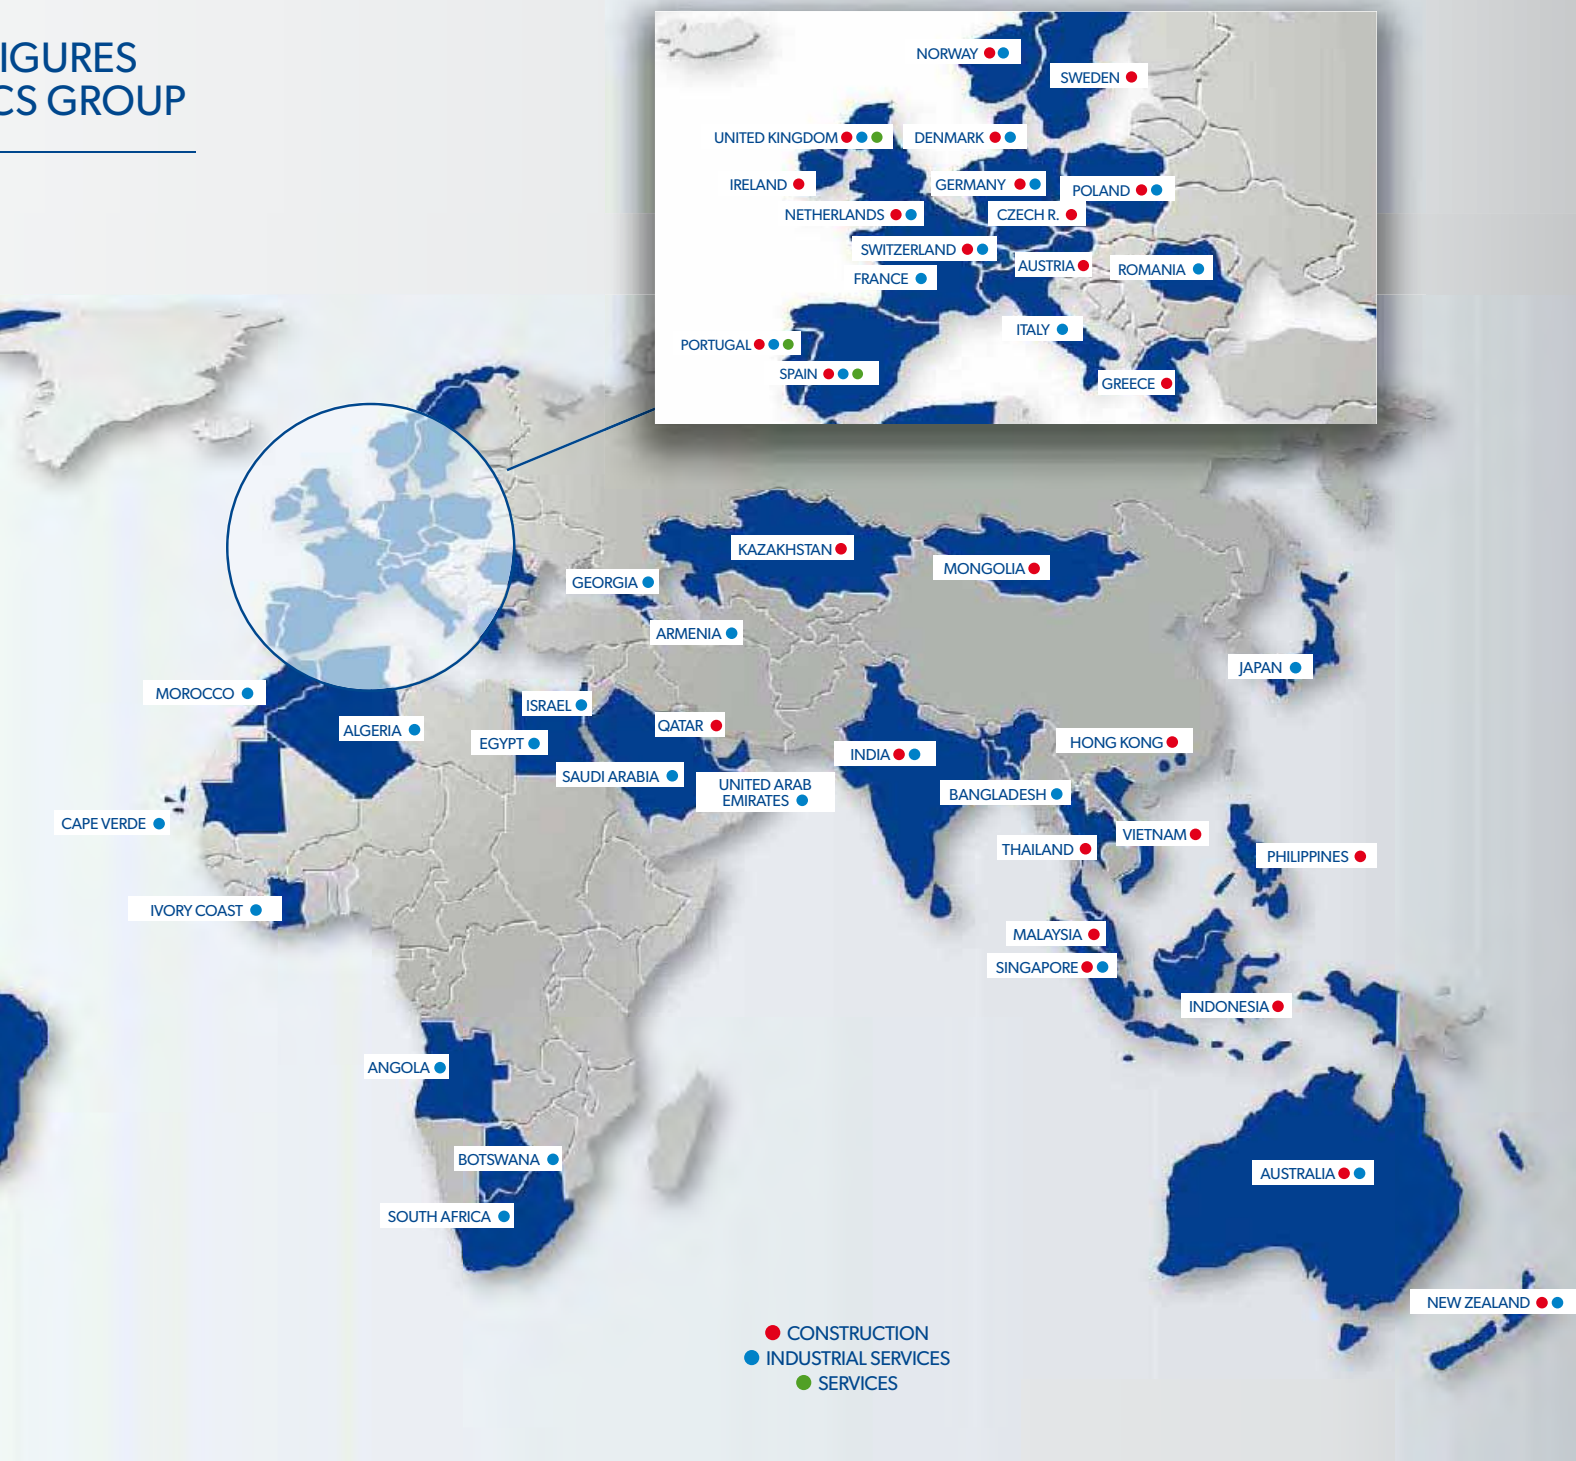 IGURES
CS GROUP
NORWAY
SWEDEN
UNITED KINGDOM
DENMARK
IRELAND
GERMANY
POLAND
NETHERLANDS
CZECH R.
SWITZERLAND
AUSTRIA
ROMANIA
FRANCE
ITALY
PORTUGAL
SPAIN
GREECE
KAZAKHSTAN
MONGOLIA
GEORGIA
ARMENIA
JAPAN
MOROCCO
ISRAEL
ALGERIA
QATAR
EGYPT
HONG KONG
INDIA
SAUDI ARABIA
UNITED ARAB
EMIRATES
BANGLADESH
CAPE VERDE
VIETNAM
THAILAND
PHILIPPINES
IVORY COAST
MALAYSIA
SINGAPORE
INDONESIA
ANGOLA
BOTSWANA
AUSTRALIA
SOUTH AFRICA
NEW ZEALAND
CONSTRUCTION
INDUSTRIAL SERVICES
SERVICES